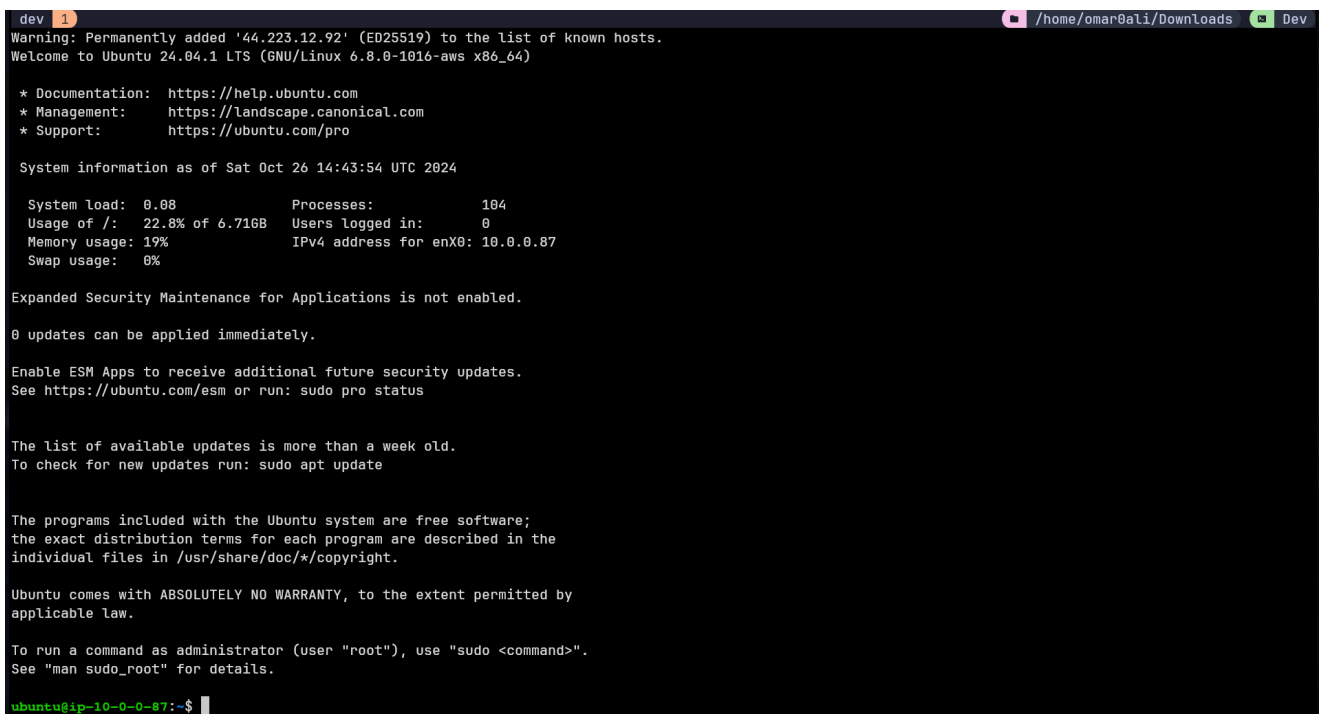 dev 1 /home/omar0ali/Downloads Dev
Warning: Permanently added '44.223.12.92' (ED25519) to the list of known hosts.
Welcome to Ubuntu 24.04.1 LTS (GNU/Linux 6.8.0-1016-aws x86_64)
* Documentation: https://help.ubuntu.com
* Management: https://landscape.canonical.com
* Support: https://ubuntu.com/pro
System information as of Sat Oct 26 14:43:54 UTC 2024
System load: 0.08 Processes: 104
Usage of /: 22.8% of 6.71GB Users logged in: 0
Memory usage: 19% IPv4 address for enX0: 10.0.0.87
Swap usage: 0%
Expanded Security Maintenance for Applications is not enabled.
0 updates can be applied immediately.
Enable ESM Apps to receive additional future security updates.
See https://ubuntu.com/esm or run: sudo pro status
The list of available updates is more than a week old.
To check for new updates run: sudo apt update
The programs included with the Ubuntu system are free software;
the exact distribution terms for each program are described in the
individual files in /usr/share/doc/*/copyright.
Ubuntu comes with ABSOLUTELY NO WARRANTY, to the extent permitted by
applicable law.
To run a command as administrator (user "root"), use "sudo <command>".
See "man sudo_root" for details.
ubuntu@ip-10-0-0-87:~$